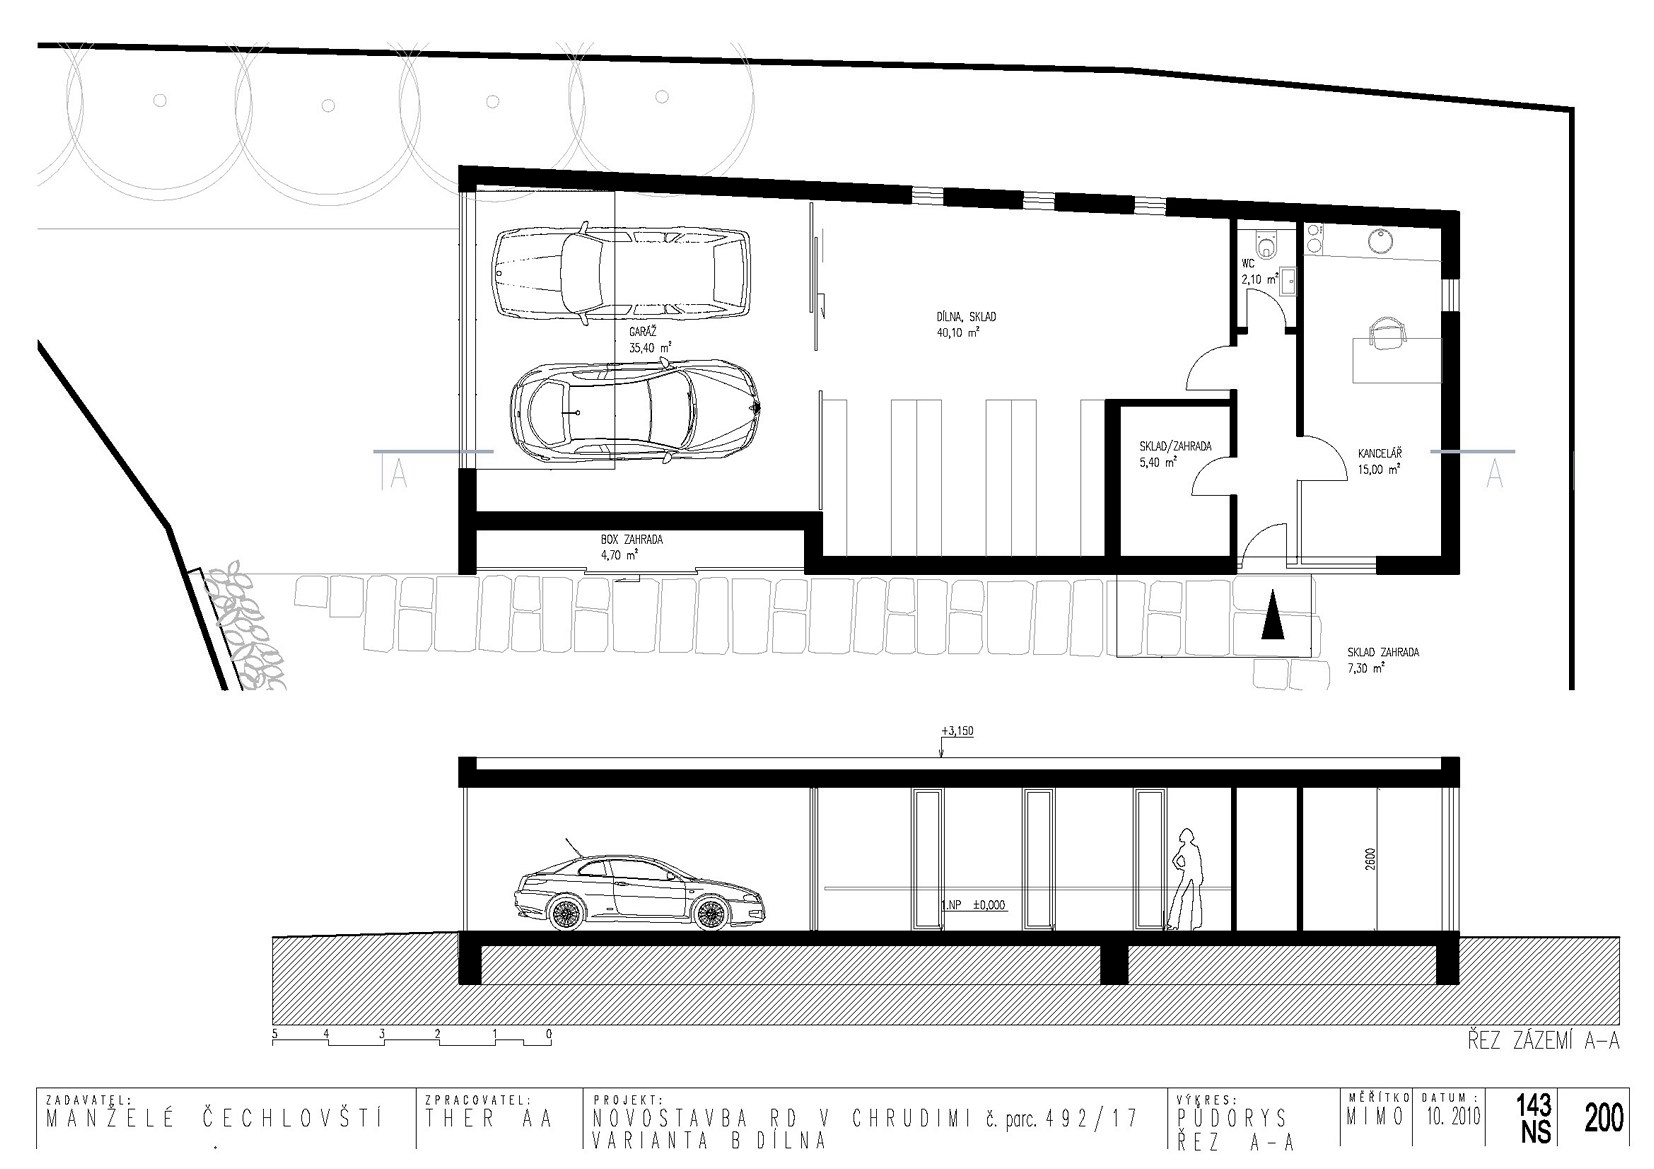 WC
2,10 m²
DÍLNA, SKLAD
40,10 m²
GARÁŽ
35,40 m²
SKLAD/ZAHRADA
5,40 m²
KANCELÁŘ
15,00 m²
A
A
BOX ZAHRADA
4,70 m²
SKLAD ZAHRADA
7,30 m²
+3,150
2600
1.NP ±0,000
5 4 3 2 1 0
ŘEZ ZÁZEMÍ A-A
ZADAVATEL:
MANŽELÉ ČECHLOVŠTÍ
ZPRACOVATEL:
THER AA
PROJEKT:
NOVOSTAVBA RD V CHRUDIMI č. parc. 492/17
VARIANTA B DÍLNA
VÝKRES:
PŮDORYS
ŘEZ A-A
MĚŘÍTKO
MIMO
DATUM :
10. 2010
143
NS
200